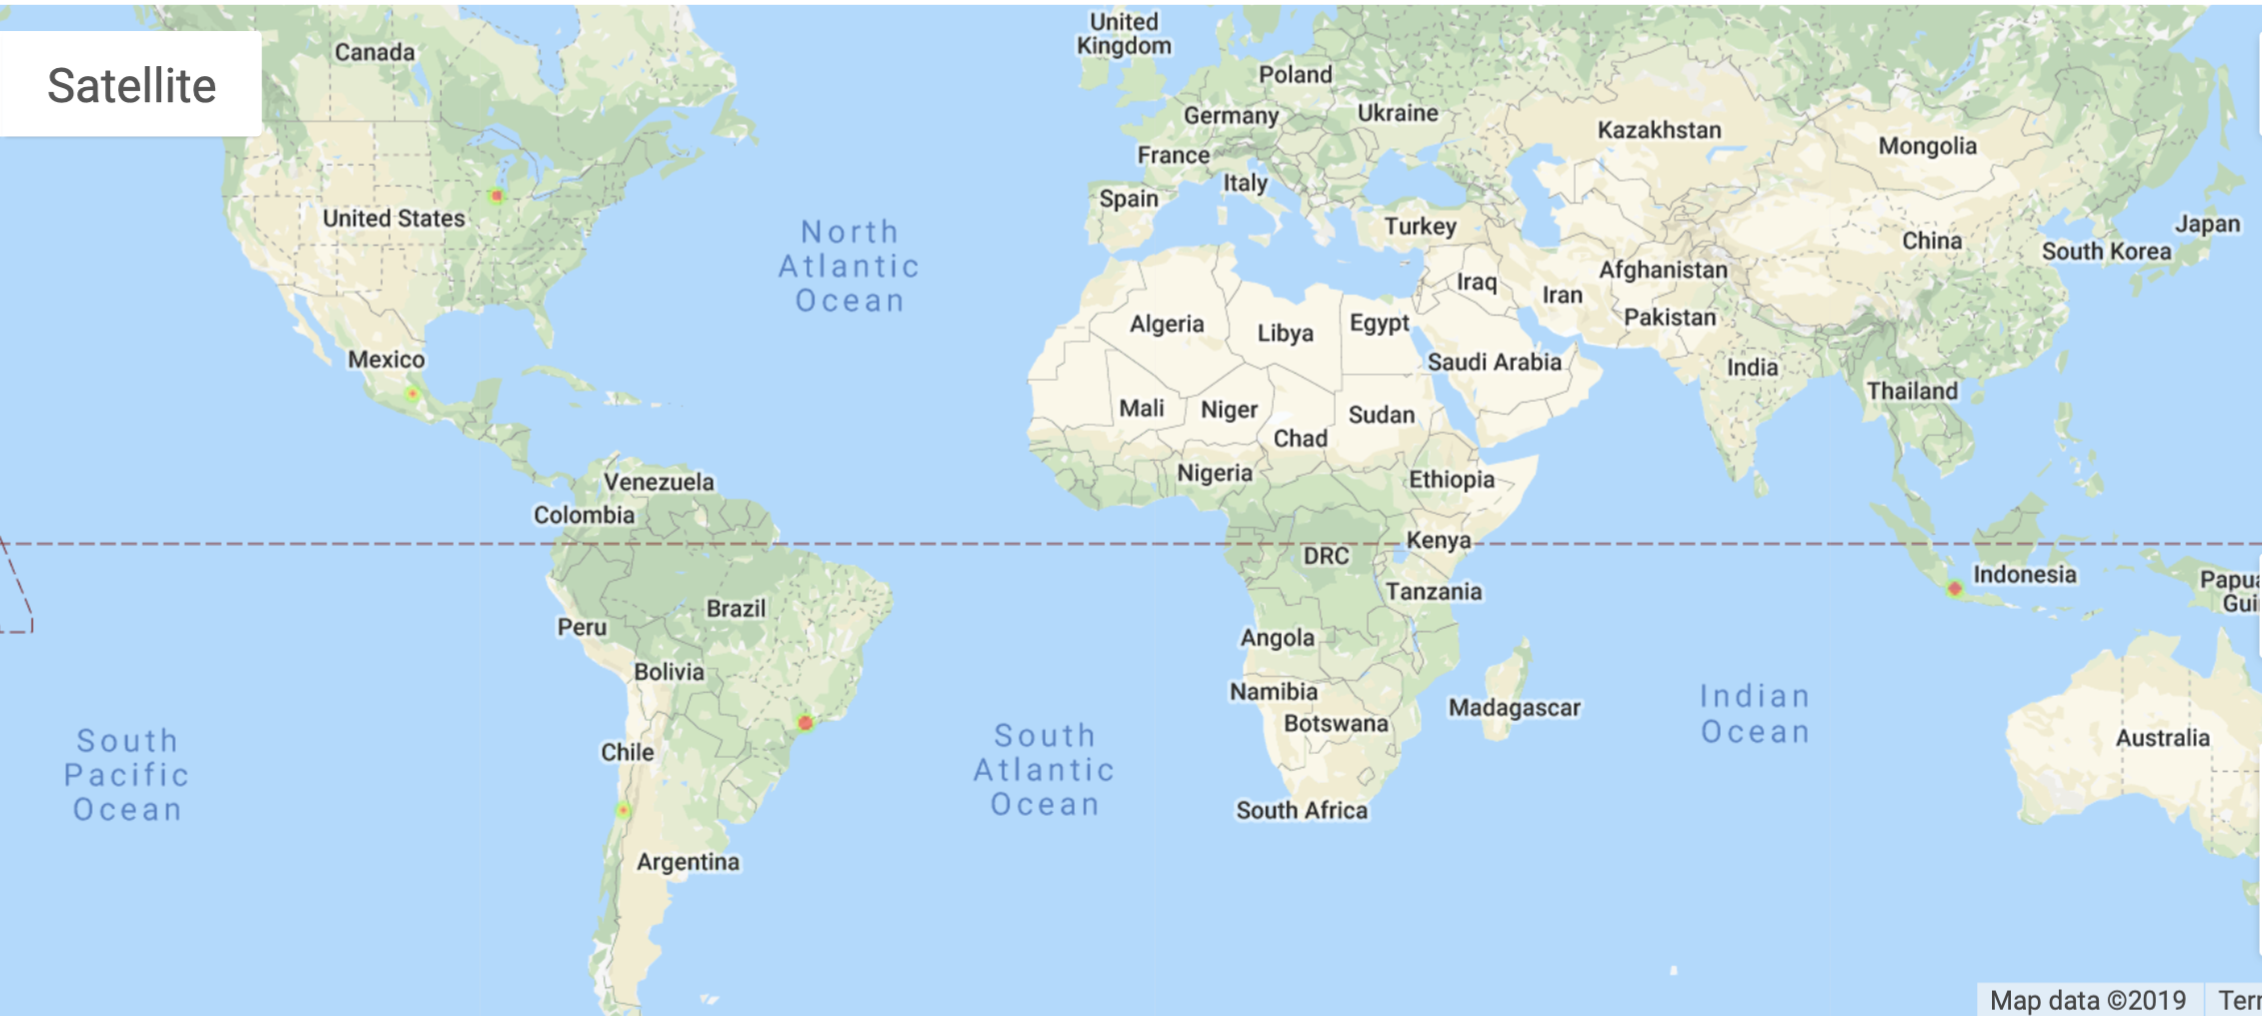 Satellite
Canada
United
Kingdom
Poland
Germany
Ukraine
Kazakhstan
Mongolia
France
Italy
Spain
United States
Turkey
Japan
China
South Korea
North
Atlantic
Ocean
Iraq
Iran
Afghanistan
Pakistan
Algeria
Libya
Egypt
Mexico
Saudi Arabia
India
Thailand
Mali
Niger
Sudan
Chad
Venezuela
Nigeria
Ethiopia
Colombia
Kenya
DRC
Indonesia
Papua
Gui
Tanzania
Brazil
Peru
Angola
Bolivia
Namibia
Botswana
Madagascar
Indian
Ocean
South
Pacific
Ocean
Chile
South
Atlantic
Ocean
Australia
South Africa
Argentina
Map data ©2019
Terr